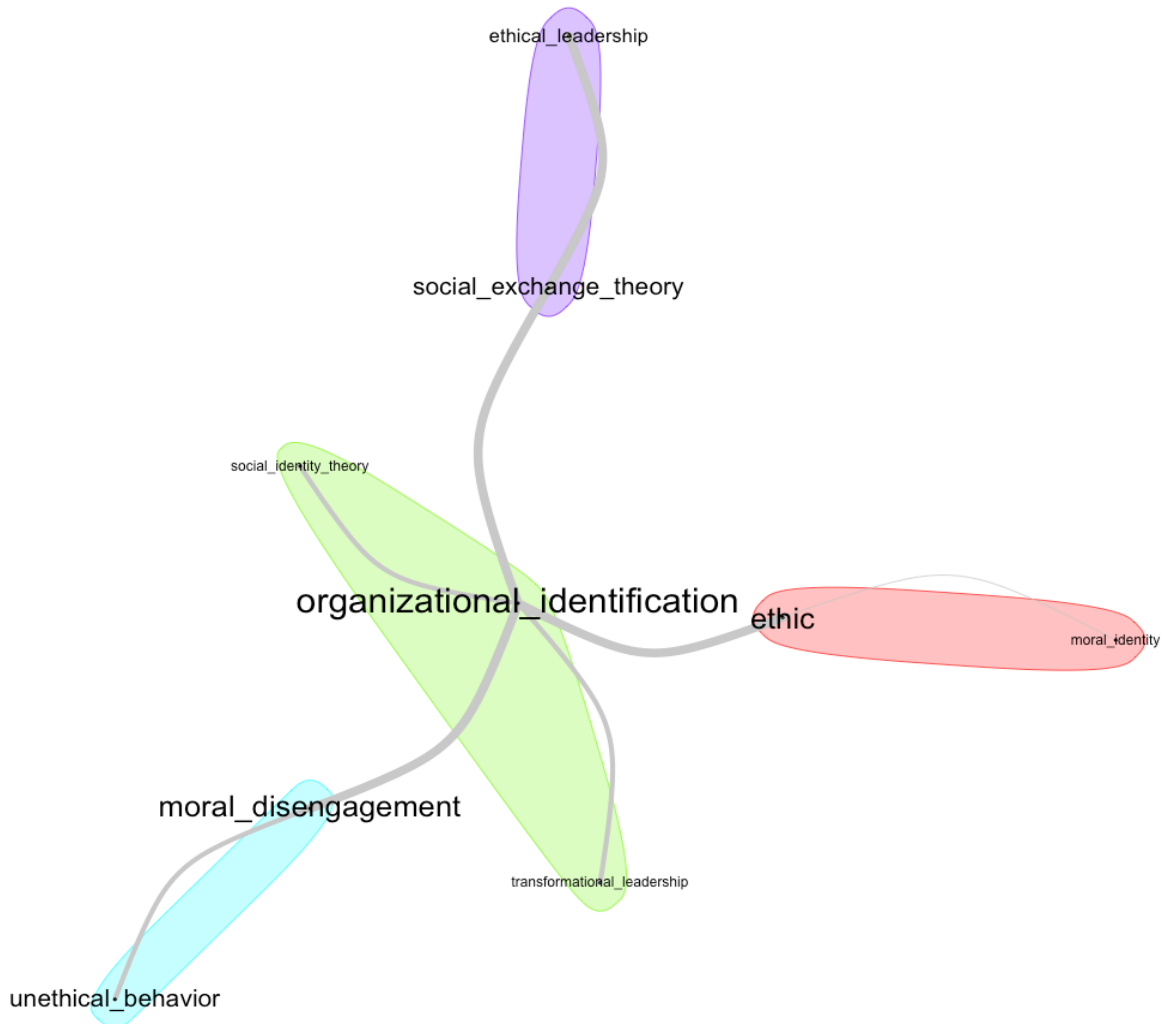 ethical_leadership
social_exchange_theory
social_identity_theory
organizational_identification
ethic
moral_identity
moral_disengagement
transformational_leadership
unethical_behavior